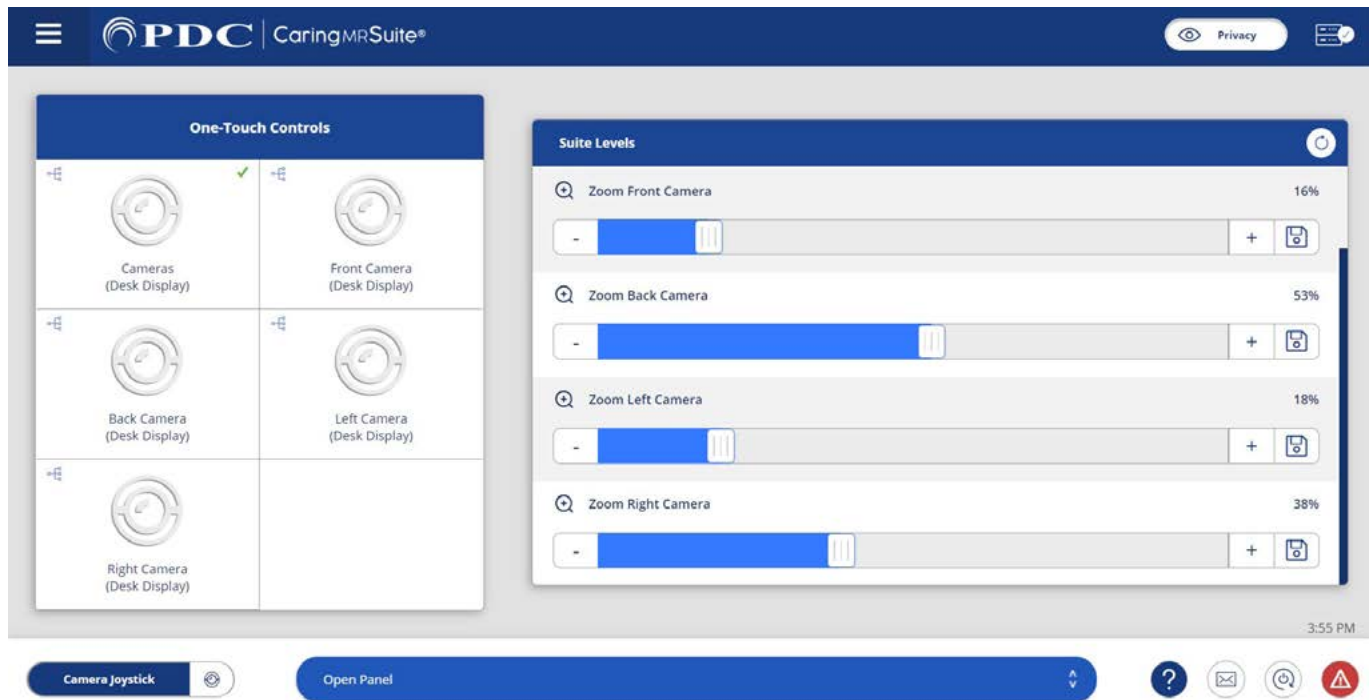 PDC | CaringMRSuite®
Privacy
One-Touch Controls
Cameras
(Desk Display)
Front Camera
(Desk Display)
Back Camera
(Desk Display)
Left Camera
(Desk Display)
Right Camera
(Desk Display)
Suite Levels
Zoom Front Camera 16%
- +
Zoom Back Camera 53%
- +
Zoom Left Camera 18%
- +
Zoom Right Camera 38%
- +
3:55 PM
Camera Joystick
Open Panel
?